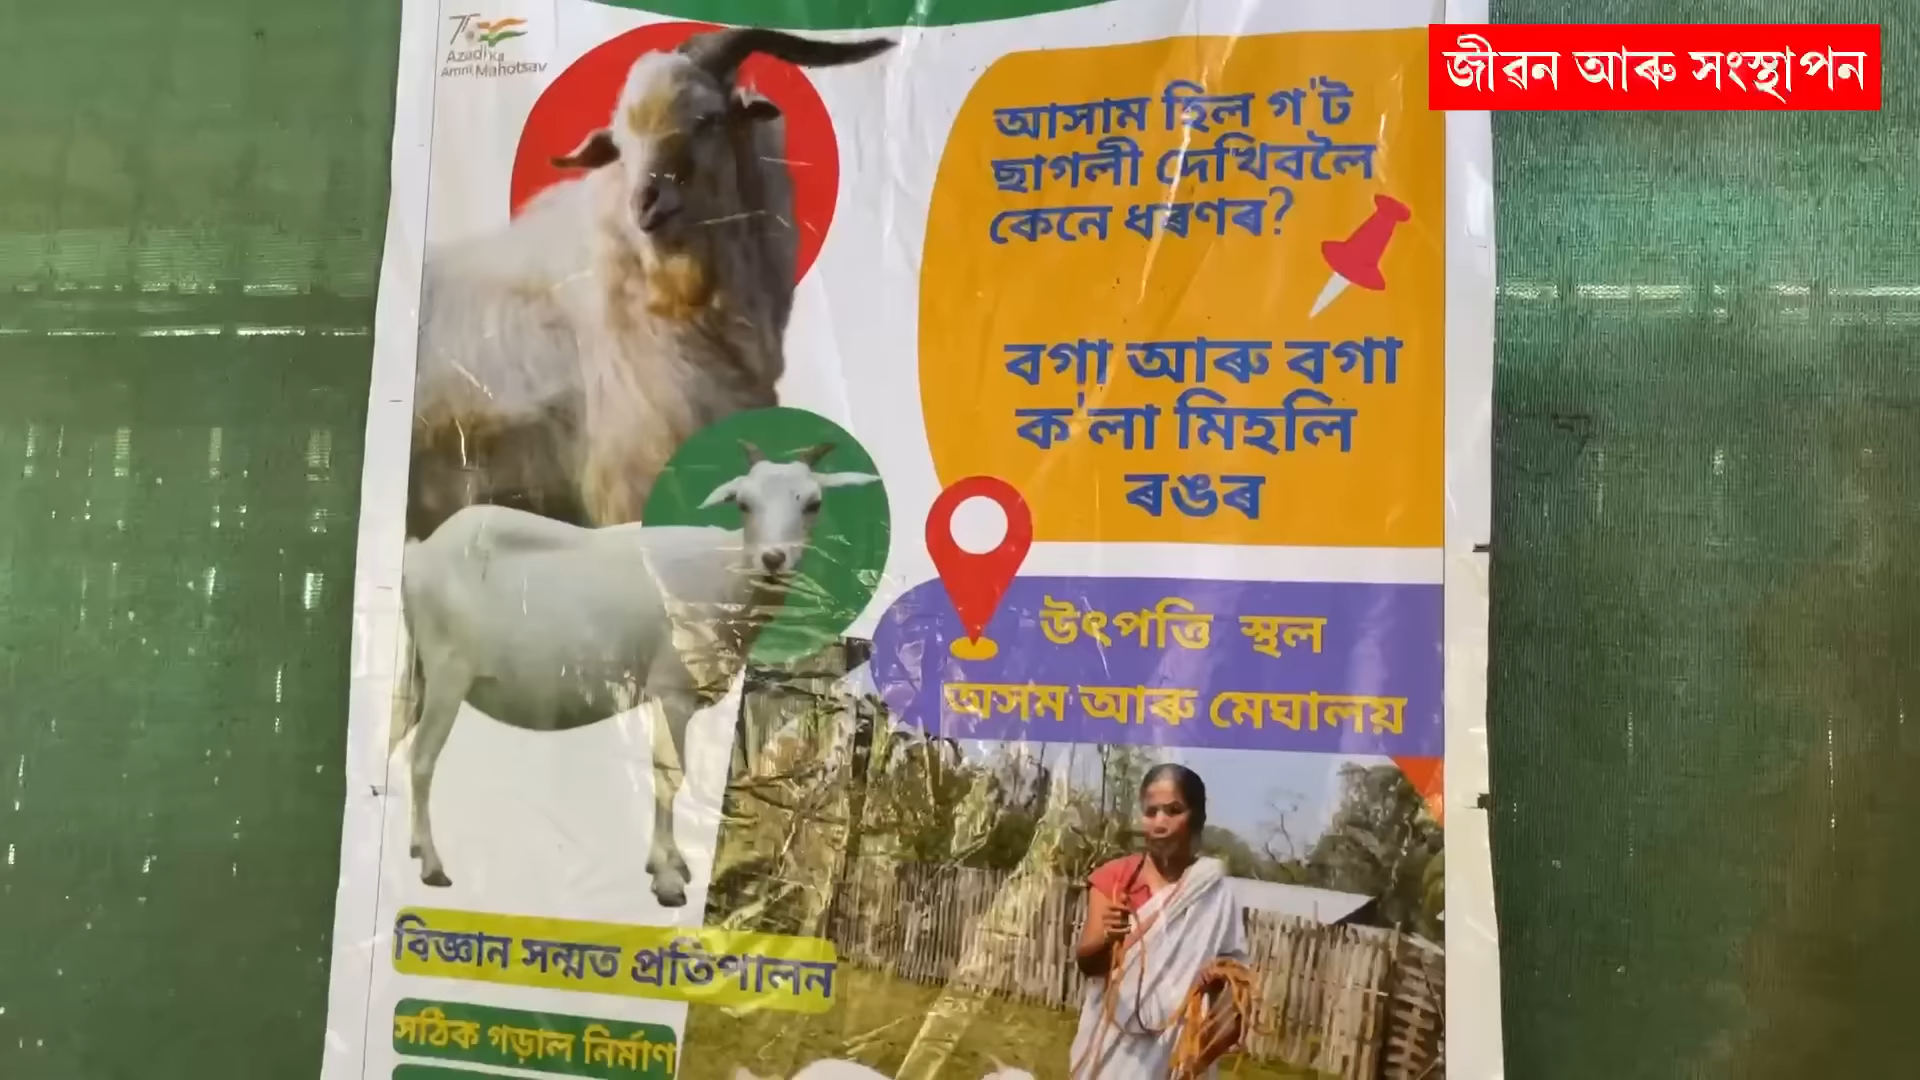 জীৱন আৰু সংস্থাপন
75
Azadi Ka
Amrit Mahotsav
আসাম হিল গ'ট
ছাগলী দেখিবলৈ
কেনে ধৰণৰ?
বগা আৰু বগা
ক'লা মিহলি
ৰঙৰ
উৎপত্তি স্থল
অসম আৰু মেঘালয়
বিজ্ঞান সন্মত প্ৰতিপালন
সঠিক গড়াল নিৰ্মাণ